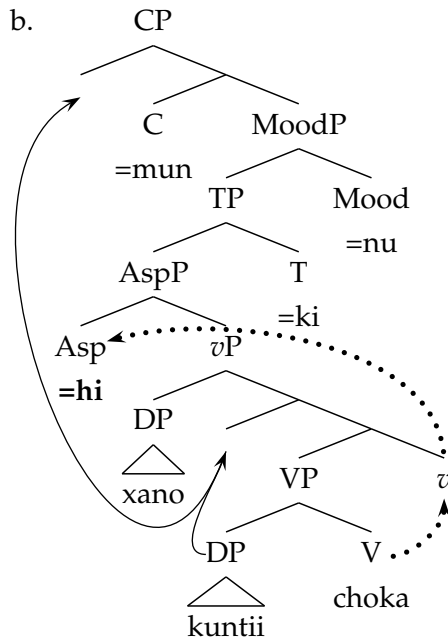 b. CP
C MoodP
=mun
TP Mood
=nu
AspP T
=ki
Asp vP
=hi
DP
xano
VP v
DP V
choka
kuntii